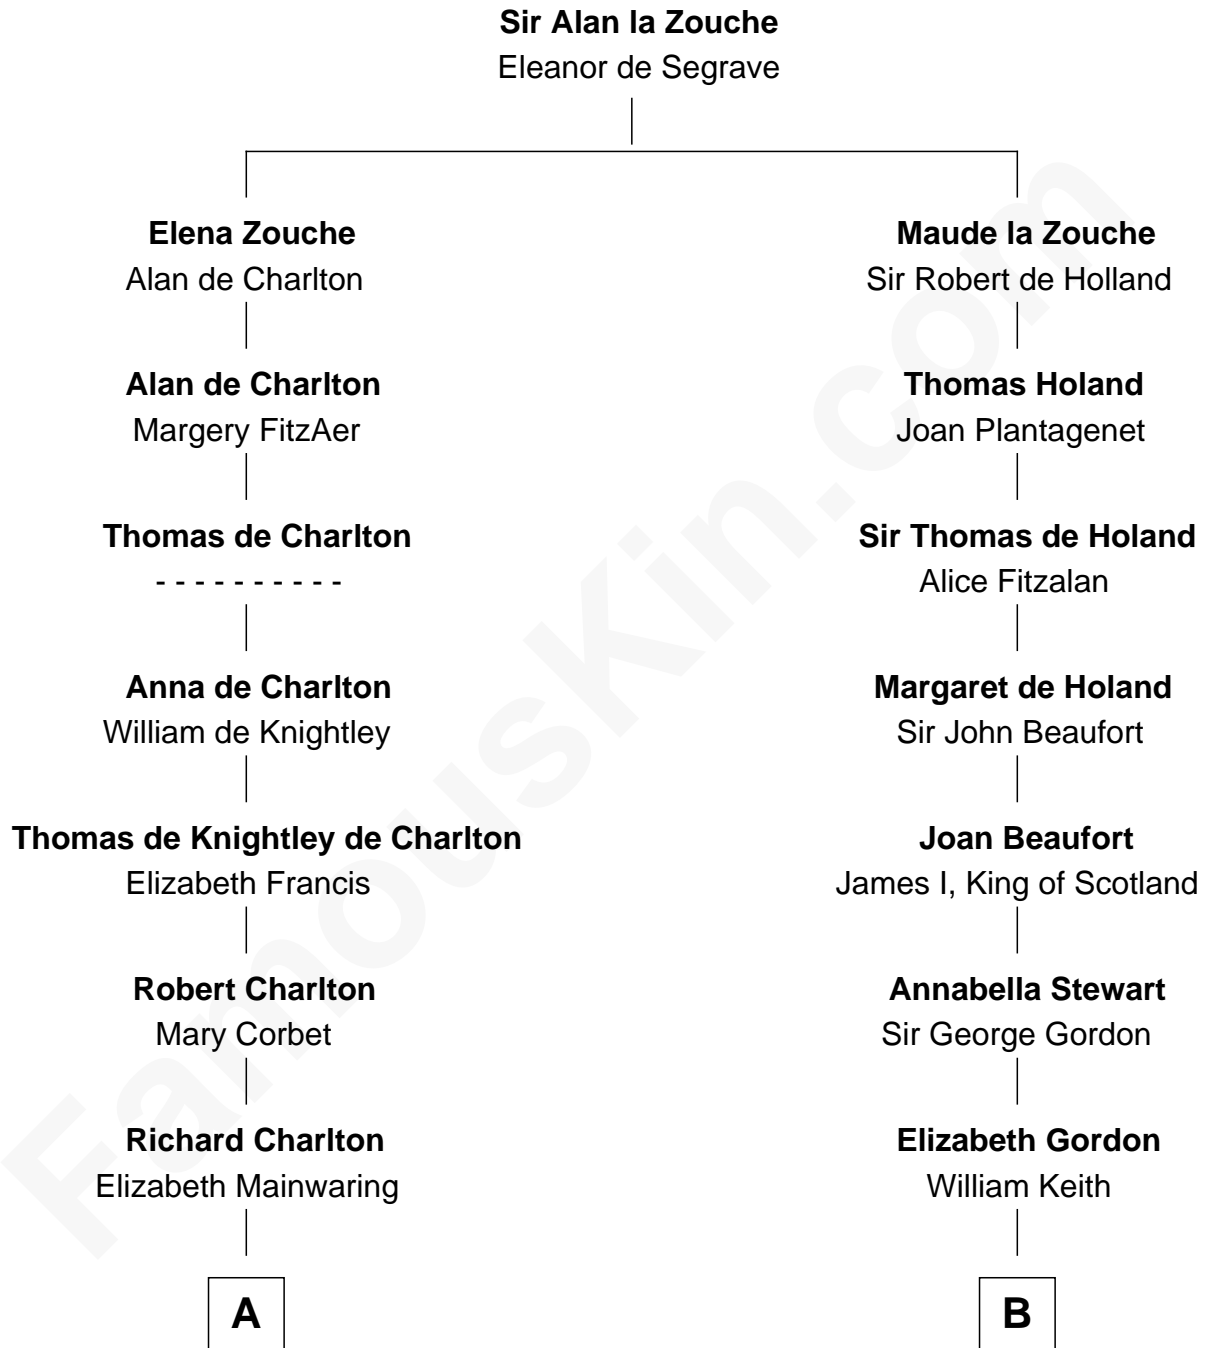 Sir Alan la Zouche
Eleanor de Segrave
Elena Zouche
Alan de Charlton
Maude la Zouche
Sir Robert de Holland
Alan de Charlton
Margery FitzAer
Thomas Holand
Joan Plantagenet
Thomas de Charlton
- - - - - - - - - -
Sir Thomas de Holand
Alice Fitzalan
Anna de Charlton
William de Knightley
Margaret de Holand
Sir John Beaufort
Thomas de Knightley de Charlton
Elizabeth Francis
Joan Beaufort
James I, King of Scotland
Robert Charlton
Mary Corbet
Annabella Stewart
Sir George Gordon
Richard Charlton
Elizabeth Mainwaring
Elizabeth Gordon
William Keith
A
B
FamousKin.com